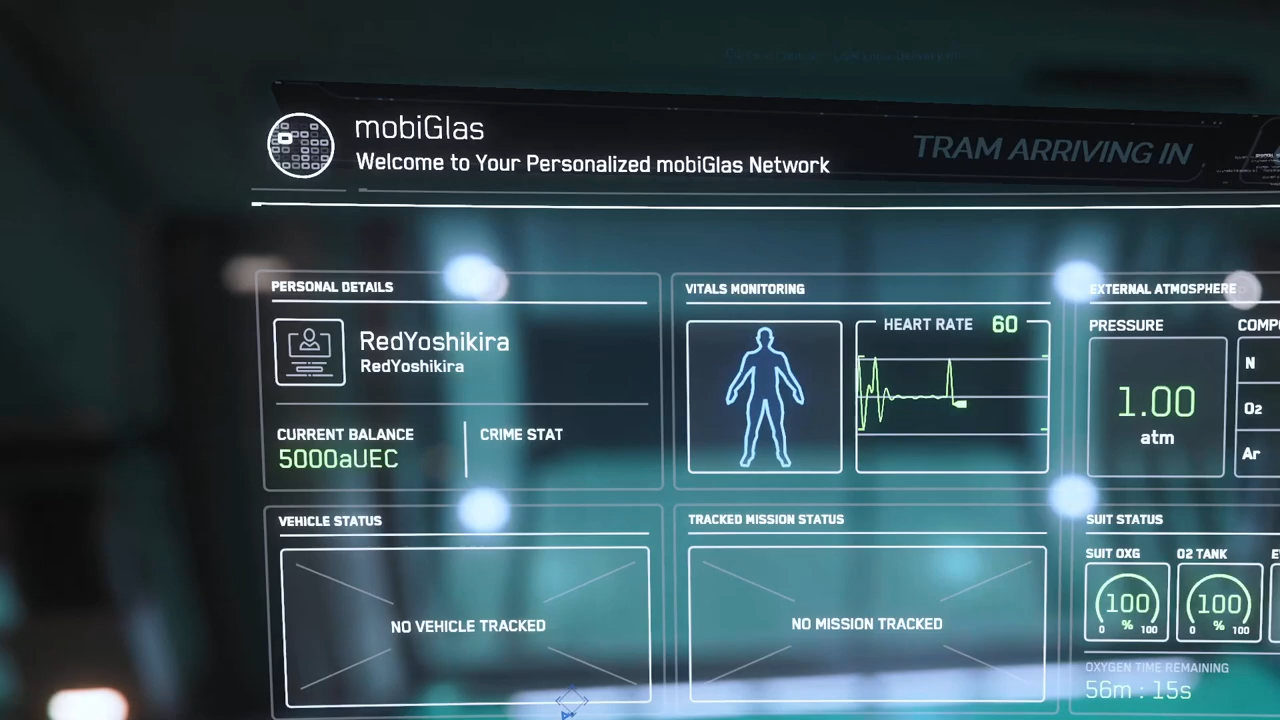 mobiGlas
Welcome to Your Personalized mobiGlas Network
TRAM ARRIVING IN
PERSONAL DETAILS
RedYoshikira
RedYoshikira
CURRENT BALANCE
5000aUEC
CRIME STAT
VITALS MONITORING
HEART RATE 60
EXTERNAL ATMOSPHERE
PRESSURE
1.00
atm
N
O2
Ar
VEHICLE STATUS
NO VEHICLE TRACKED
TRACKED MISSION STATUS
NO MISSION TRACKED
SUIT STATUS
SUIT OXG
100
%
0 100
O2 TANK
100
%
0 100
OXYGEN TIME REMAINING
56m : 15s